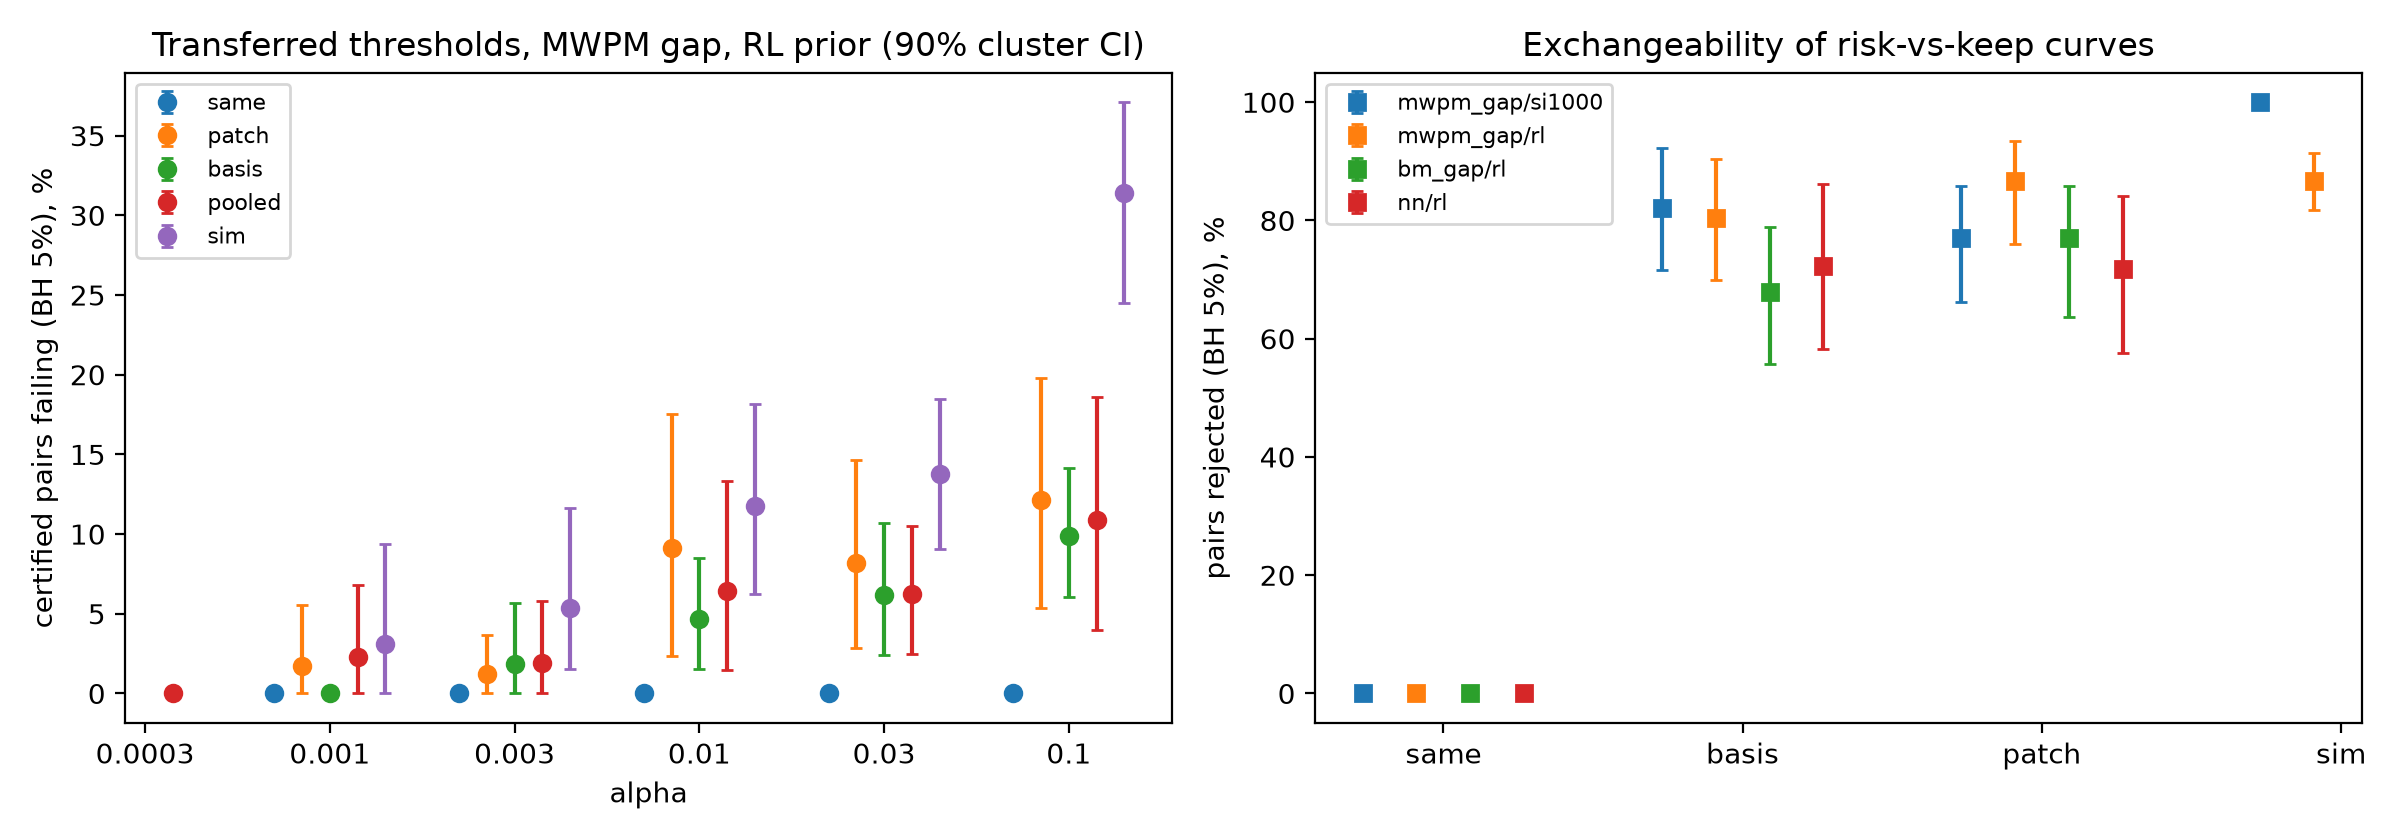 Transferred thresholds, MWPM gap, RL prior (90% cluster CI)
certified pairs failing (BH 5%), %
35
30
25
20
15
10
5
0
same
patch
basis
pooled
sim
0.0003
0.001
0.003
0.01
0.03
0.1
alpha
Exchangeability of risk-vs-keep curves
pairs rejected (BH 5%), %
100
80
60
40
20
0
mwpm_gap/si1000
mwpm_gap/rl
bm_gap/rl
nn/rl
same
basis
patch
sim